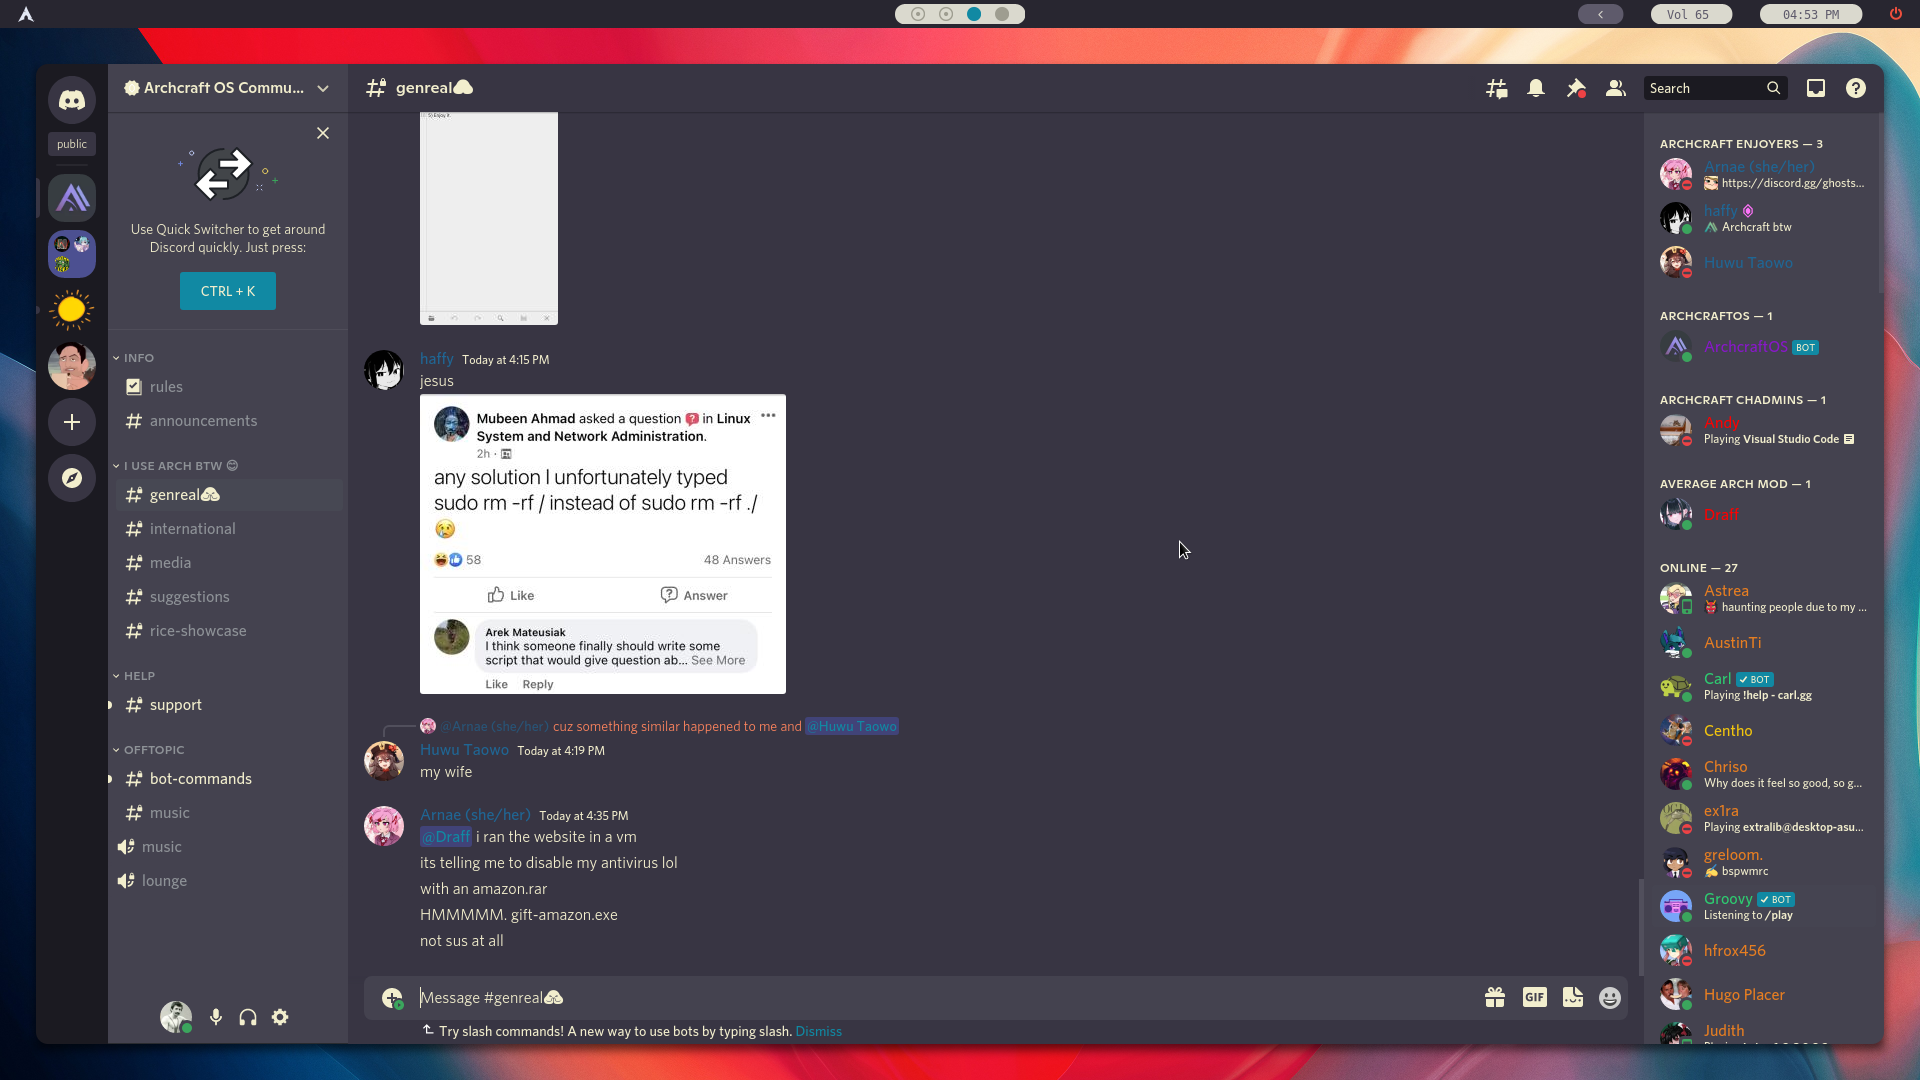 Vol 65
04:53 PM
public
Archcraft OS Commu...
Use Quick Switcher to get around
Discord quickly. Just press:
CTRL + K
INFO
rules
announcements
I USE ARCH BTW 😊
genreal
international
media
suggestions
rice-showcase
HELP
support
OFFTOPIC
bot-commands
music
music
lounge
genreal
Search
5) Enjoy it
haffy Today at 4:15 PM
jesus
Mubeen Ahmad asked a question in Linux
System and Network Administration.
2h ·
any solution I unfortunately typed
sudo rm -rf / instead of sudo rm -rf ./
😢
58
48 Answers
Like
Answer
Arek Mateusiak
I think someone finally should write some
script that would give question ab... See More
Like Reply
@Arnae (she/her) cuz something similar happened to me and @Huwu Taowo
Huwu Taowo Today at 4:19 PM
my wife
Arnae (she/her) Today at 4:35 PM
@Draff i ran the website in a vm
its telling me to disable my antivirus lol
with an amazon.rar
HMMMMM. gift-amazon.exe
not sus at all
Message #genreal
GIF
Try slash commands! A new way to use bots by typing slash. Dismiss
ARCHCRAFT ENJOYERS — 3
Arnae (she/her)
https://discord.gg/ghosts...
haffy
Archcraft btw
Huwu Taowo
ARCHCRAFTOS — 1
ArchcraftOS BOT
ARCHCRAFT CHADMINS — 1
Andy
Playing Visual Studio Code
AVERAGE ARCH MOD — 1
Draff
ONLINE — 27
Astrea
haunting people due to my ...
AustinTi
Carl ✓ BOT
Playing !help - carl.gg
Centho
Chriso
Why does it feel so good, so g...
ex1ra
Playing extralib@desktop-asu...
greloom.
✍ bspwmrc
Groovy ✓ BOT
Listening to /play
hfrox456
Hugo Placer
Judith